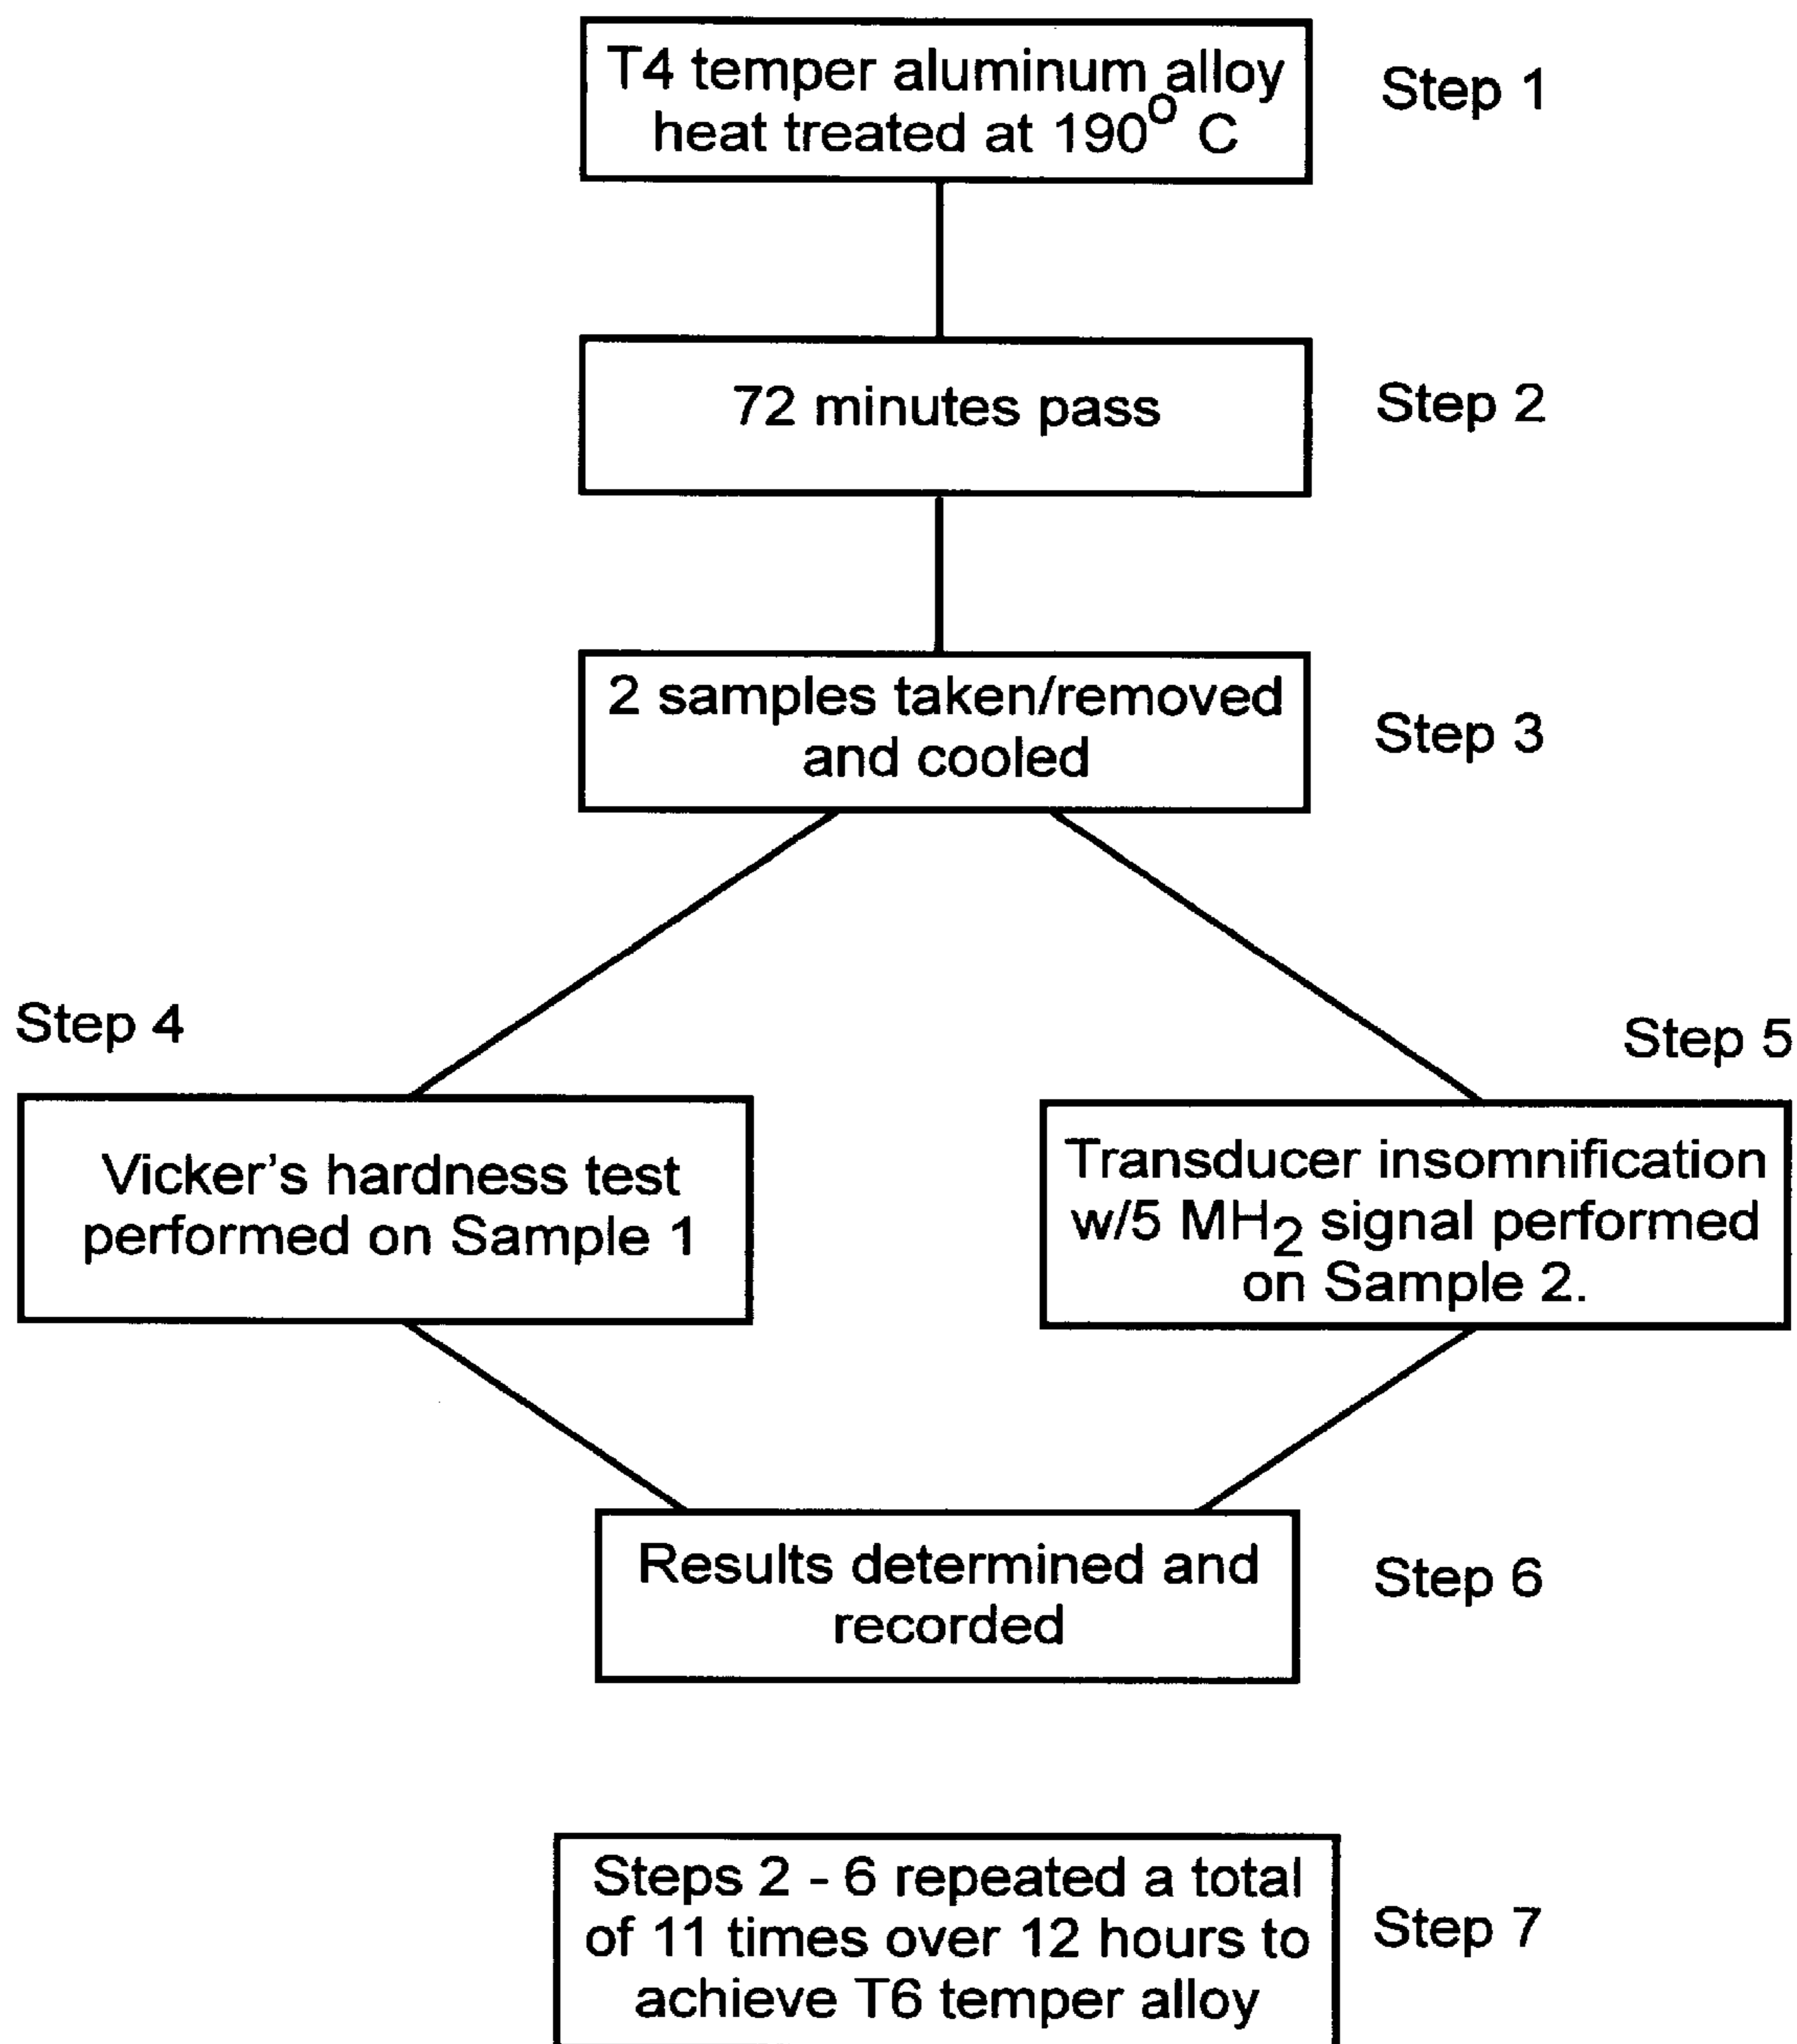 T4 temper aluminum alloy
heat treated at 190° C
Step 1
72 minutes pass
Step 2
2 samples taken/removed
and cooled
Step 3
Step 4
Vicker's hardness test
performed on Sample 1
Step 5
Transducer insomnification
w/5 MH₂ signal performed
on Sample 2.
Results determined and
recorded
Step 6
Steps 2 - 6 repeated a total
of 11 times over 12 hours to
achieve T6 temper alloy
Step 7